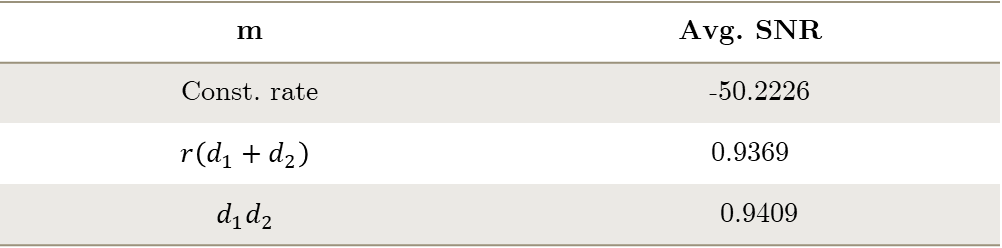 m Avg. SNR
Const. rate -50.2226
r(d₁ + d₂) 0.9369
d₁d₂ 0.9409